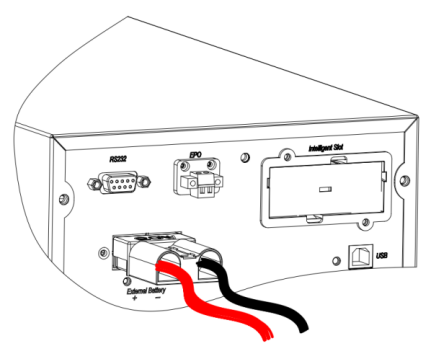 RS232
EPO
Intelligent Slot
USB
External Battery
+ −